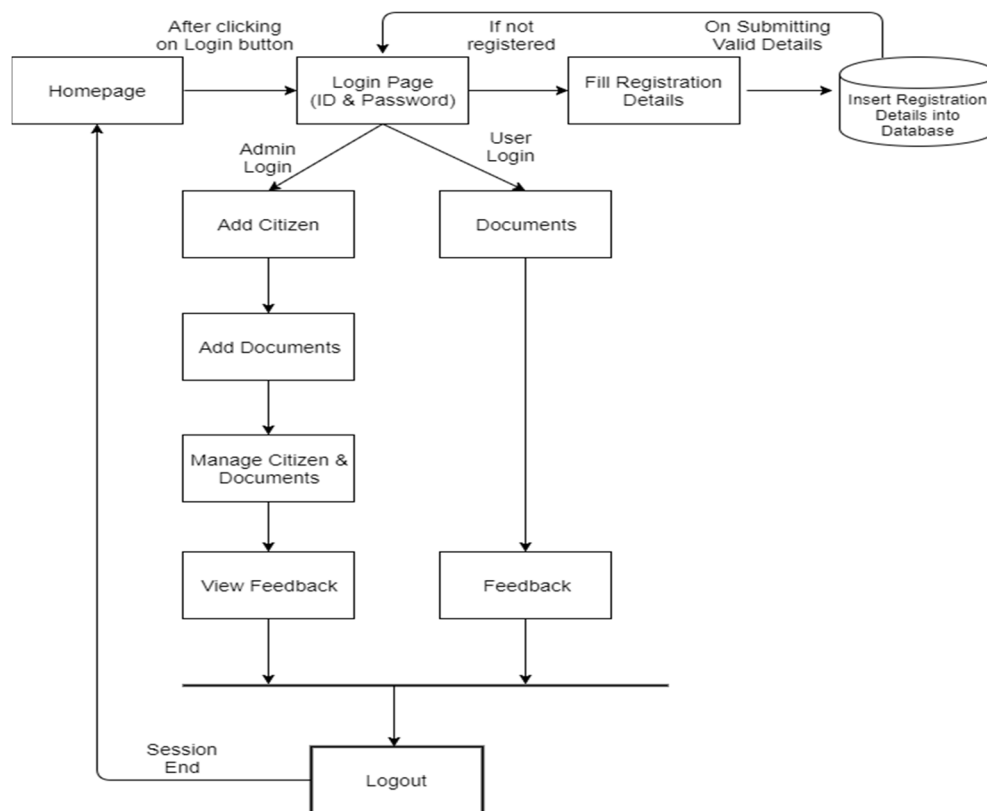 After clicking
on Login button
If not
registered
On Submitting
Valid Details
Homepage
Login Page
(ID & Password)
Fill Registration
Details
Insert Registration
Details into
Database
Admin
Login
User
Login
Add Citizen
Documents
Add Documents
Manage Citizen &
Documents
View Feedback
Feedback
Session
End
Logout